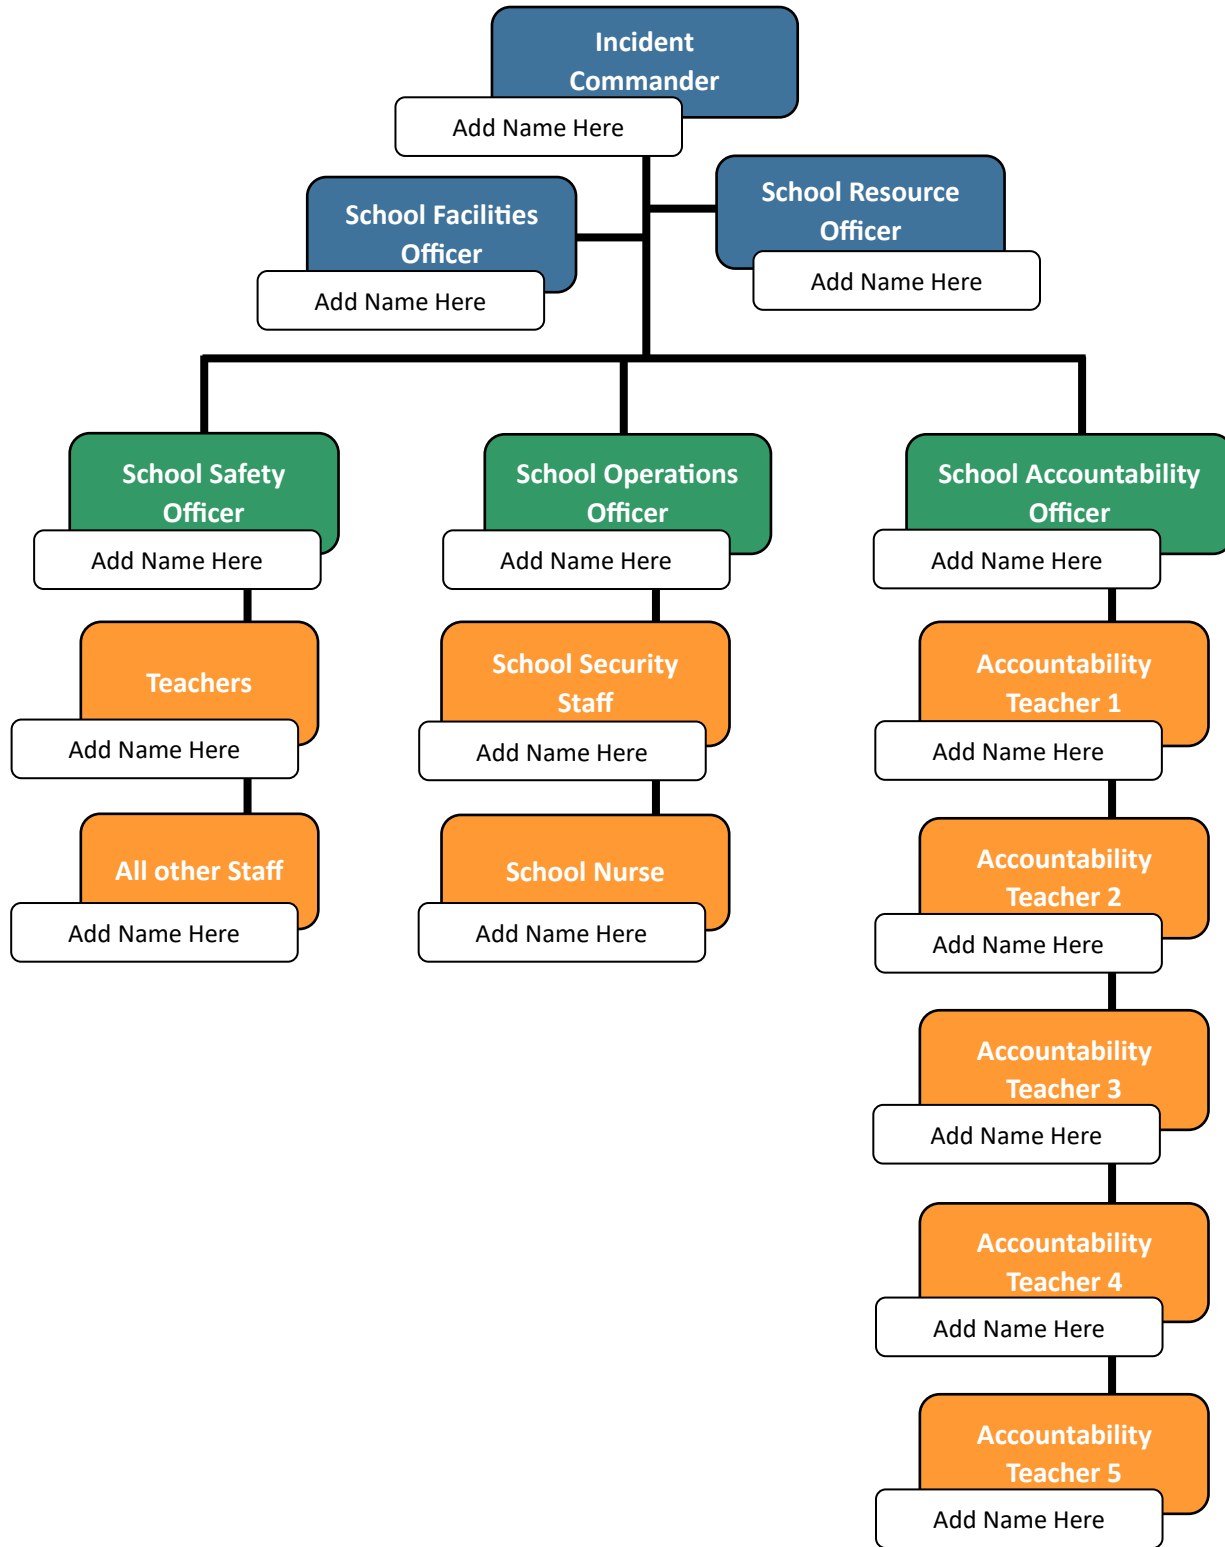 Incident
Commander
Add Name Here
School Resource
Officer
Add Name Here
School Facilities
Officer
Add Name Here
School Safety
Officer
Add Name Here
School Operations
Officer
Add Name Here
School Accountability
Officer
Add Name Here
Teachers
Add Name Here
All other Staff
Add Name Here
School Security
Staff
Add Name Here
School Nurse
Add Name Here
Accountability
Teacher 1
Add Name Here
Accountability
Teacher 2
Add Name Here
Accountability
Teacher 3
Add Name Here
Accountability
Teacher 4
Add Name Here
Accountability
Teacher 5
Add Name Here